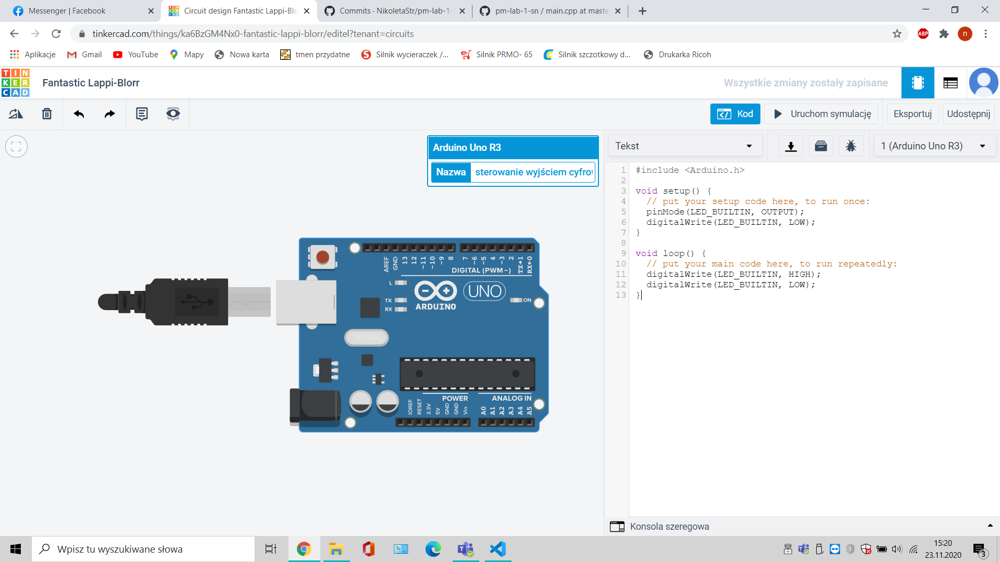 Messenger | Facebook
Circuit design Fantastic Lappi-Blo
Commits · NikoletaStr/pm-lab-1-
pm-lab-1-sn / main.cpp at maste
tinkercad.com/things/ka6BzGM4Nx0-fantastic-lappi-blorr/editel?tenant=circuits
ABP
n
Aplikacje
Gmail
YouTube
Mapy
Nowa karta
tmen przydatne
Silnik wycieraczek /...
Silnik PRMO- 65
Silnik szczotkowy d...
Drukarka Ricoh
TINKERCAD
Fantastic Lappi-Blorr
Wszystkie zmiany zostały zapisane
Kod
Uruchom symulację
Eksportuj
Udostępnij
Arduino Uno R3
Nazwa
sterowanie wyjściem cyfrow
Tekst
1 (Arduino Uno R3)
1 #include <Arduino.h>
2
3 void setup() {
4 // put your setup code here, to run once:
5 pinMode(LED_BUILTIN, OUTPUT);
6 digitalWrite(LED_BUILTIN, LOW);
7 }
8
9 void loop() {
10 // put your main code here, to run repeatedly:
11 digitalWrite(LED_BUILTIN, HIGH);
12 digitalWrite(LED_BUILTIN, LOW);
13 }
AREF
GND
13
12
~11
~10
~9
8
7
~6
~5
4
~3
2
TX→1
RX←0
DIGITAL (PWM~)
L
TX
RX
ARDUINO
UNO
ON
SPK16.000G
POWER
ANALOG IN
IOREF
RESET
3.3V
5V
GND
GND
Vin
A0
A1
A2
A3
A4
A5
Konsola szeregowa
Wpisz tu wyszukiwane słowa
15:20
23.11.2020
3